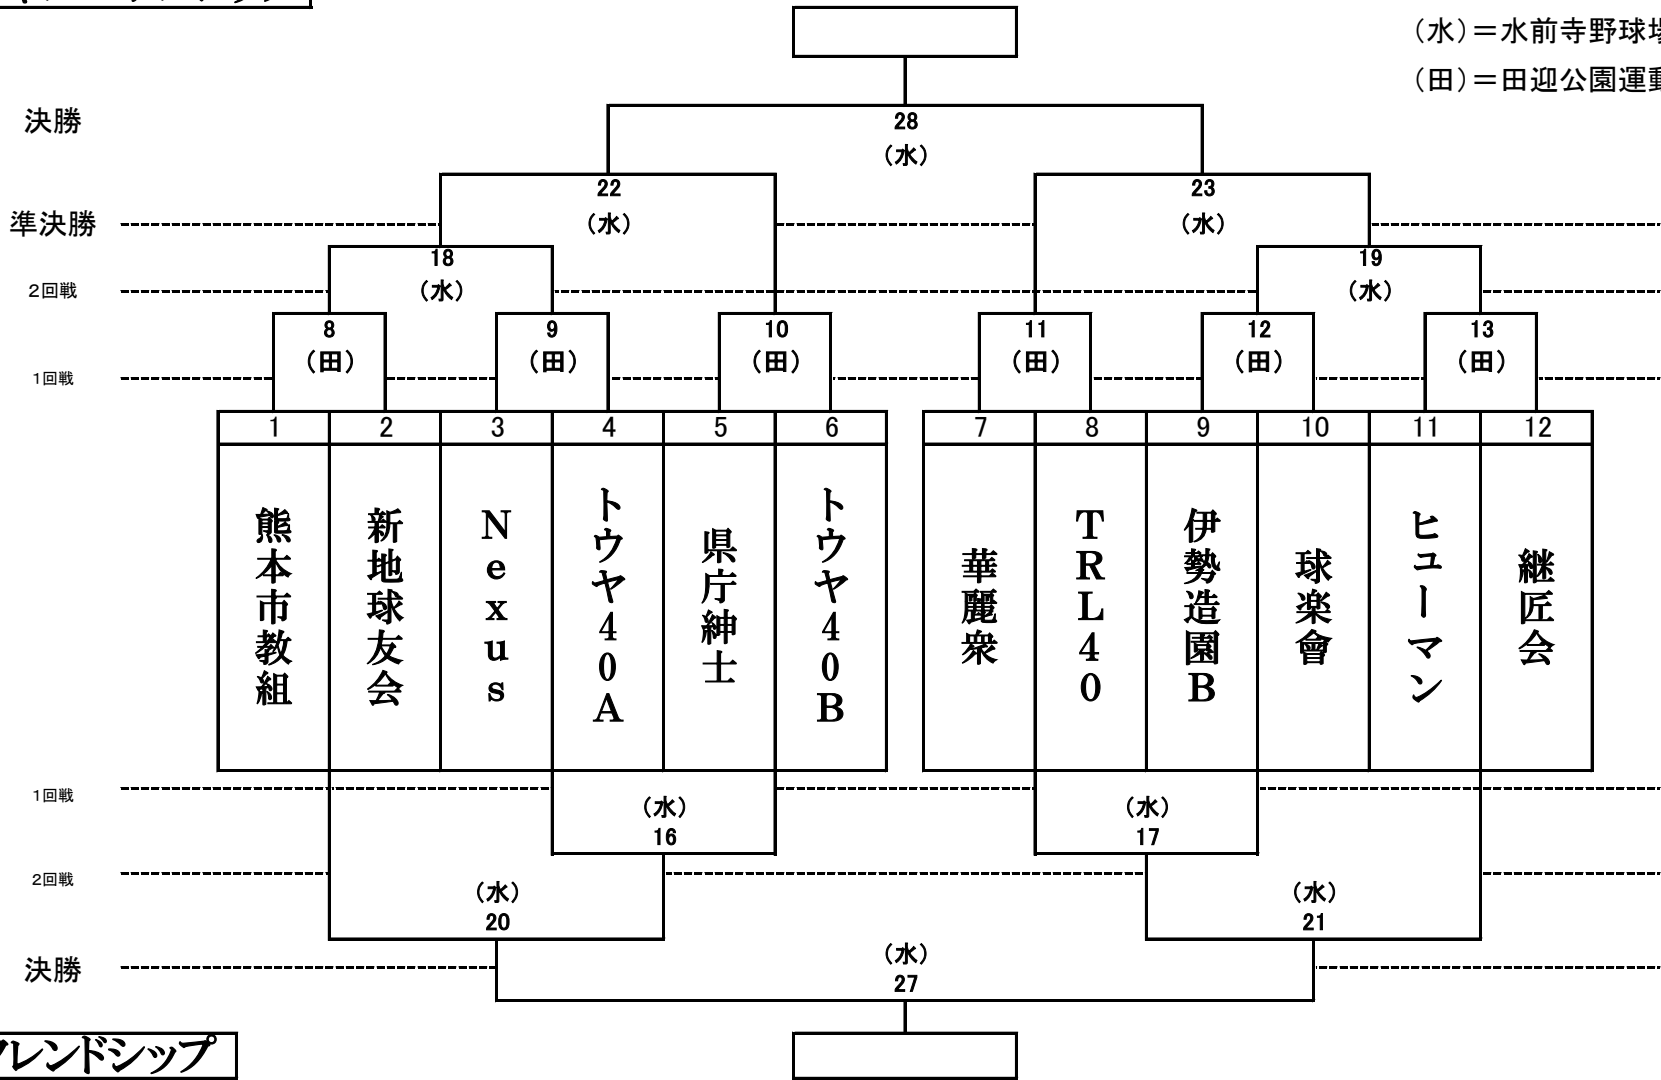 (水)=水前寺野球場
(田)=田迎公園運動
決勝
28
(水)
22
23
準決勝
(水)
(水)
18
19
2回戦
(水)
(水)
8
9
10
11
12
13
(田)
(田)
(田)
(田)
(田)
(田)
1回戦
1
2
3
4
5
6
7
8
9
10
11
12
熊本市教組
新地球友会
Nexus
トウヤ40A
県庁紳士
トウヤ40B
華麗衆
TRL40
伊勢造園B
球楽會
ヒューマン
継匠会
1回戦
(水)
(水)
16
17
2回戦
(水)
(水)
20
21
決勝
(水)
27
フレンドシップ